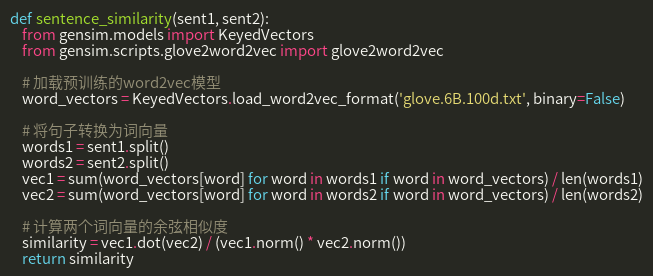 def sentence_similarity(sent1, sent2):
from gensim.models import KeyedVectors
from gensim.scripts.glove2word2vec import glove2word2vec
# 加载预训练的word2vec模型
word_vectors = KeyedVectors.load_word2vec_format('glove.6B.100d.txt', binary=False)
# 将句子转换为词向量
words1 = sent1.split()
words2 = sent2.split()
vec1 = sum(word_vectors[word] for word in words1 if word in word_vectors) / len(words1)
vec2 = sum(word_vectors[word] for word in words2 if word in word_vectors) / len(words2)
# 计算两个词向量的余弦相似度
similarity = vec1.dot(vec2) / (vec1.norm() * vec2.norm())
return similarity